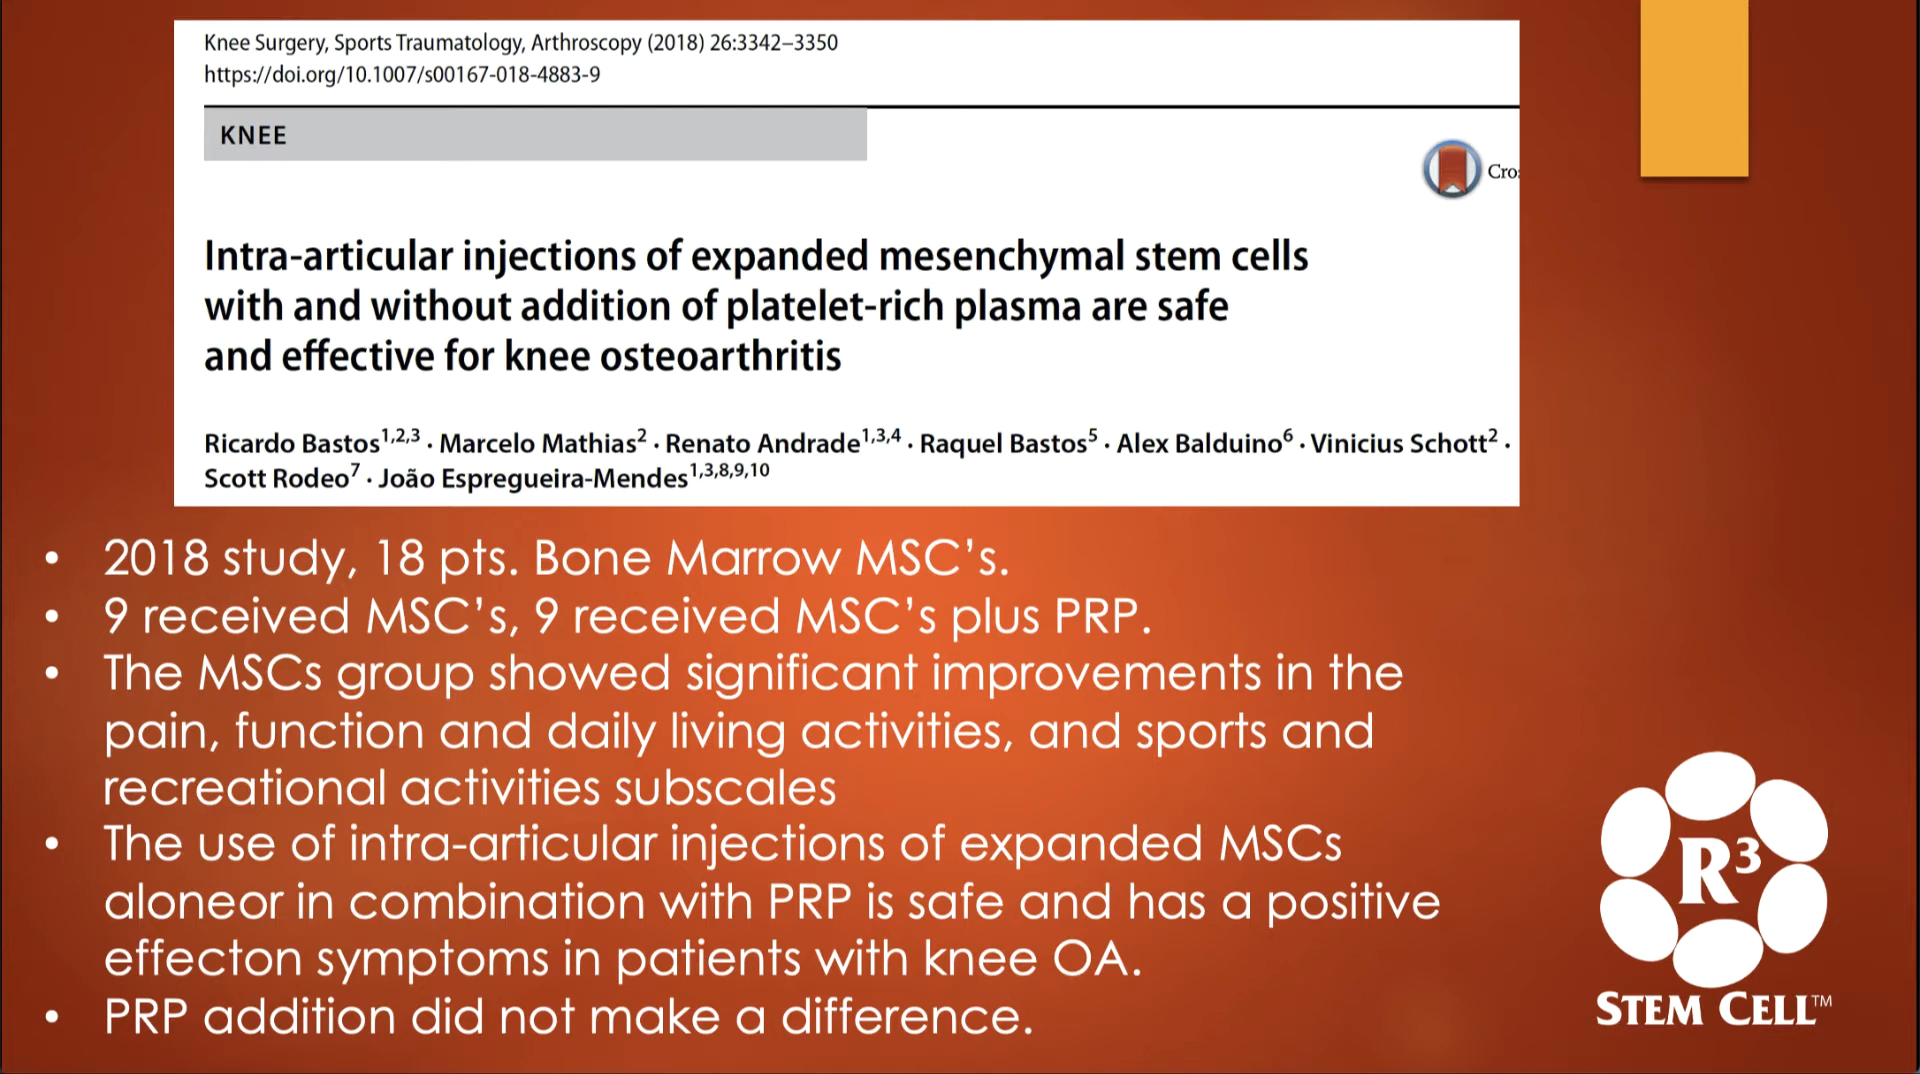 Knee Surgery, Sports Traumatology, Arthroscopy (2018) 26:3342–3350
https://doi.org/10.1007/s00167-018-4883-9
KNEE
Cros
Intra-articular injections of expanded mesenchymal stem cells
with and without addition of platelet-rich plasma are safe
and effective for knee osteoarthritis
Ricardo Bastos1,2,3 · Marcelo Mathias2 · Renato Andrade1,3,4 · Raquel Bastos5 · Alex Balduino6 · Vinicius Schott2 ·
Scott Rodeo7 · João Espregueira-Mendes1,3,8,9,10
• 2018 study, 18 pts. Bone Marrow MSC’s.
• 9 received MSC’s, 9 received MSC’s plus PRP.
• The MSCs group showed significant improvements in the
pain, function and daily living activities, and sports and
recreational activities subscales
• The use of intra-articular injections of expanded MSCs
aloneor in combination with PRP is safe and has a positive
effecton symptoms in patients with knee OA.
• PRP addition did not make a difference.
R3
STEM CELL™